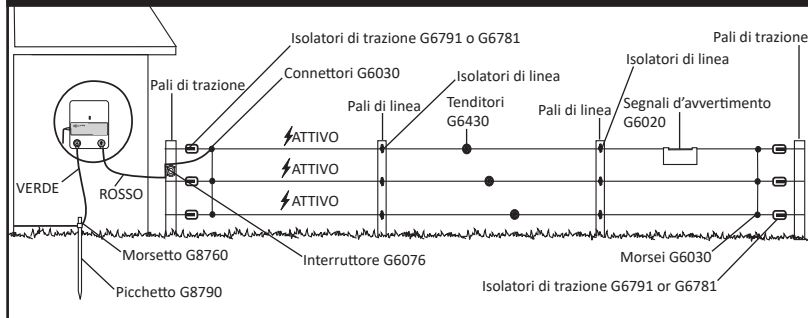 Isolatori di trazione G6791 o G6781
Pali di trazione
Connettori G6030
Isolatori di linea
Isolatori di linea
Pali di trazione
Pali di linea
Tenditori
G6430
Pali di linea
Segnali d'avvertimento
G6020
ATTIVO
ATTIVO
ATTIVO
VERDE
ROSSO
Morsetto G8760
Interruttore G6076
Morsei G6030
Picchetto G8790
Isolatori di trazione G6791 or G6781